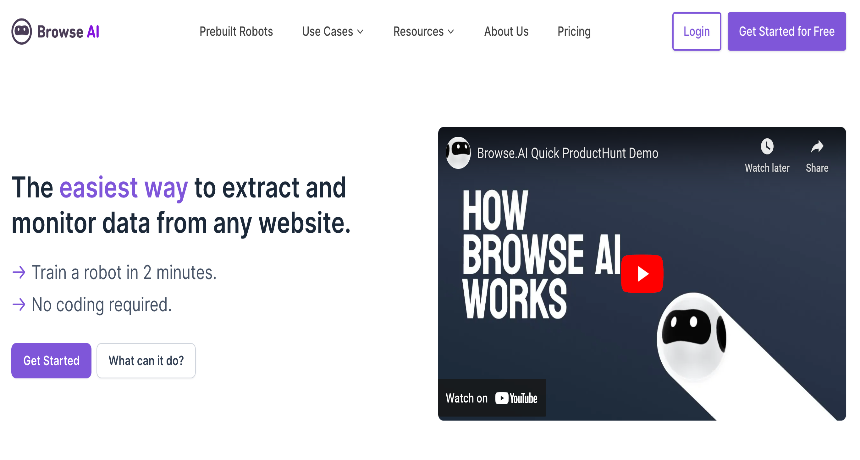 Browse AI
Prebuilt Robots
Use Cases
Resources
About Us
Pricing
Login
Get Started for Free
The easiest way to extract and
monitor data from any website.
→ Train a robot in 2 minutes.
→ No coding required.
Get Started
What can it do?
Browse.AI Quick ProductHunt Demo
Watch later
Share
HOW
BROWSE AI
WORKS
Watch on YouTube